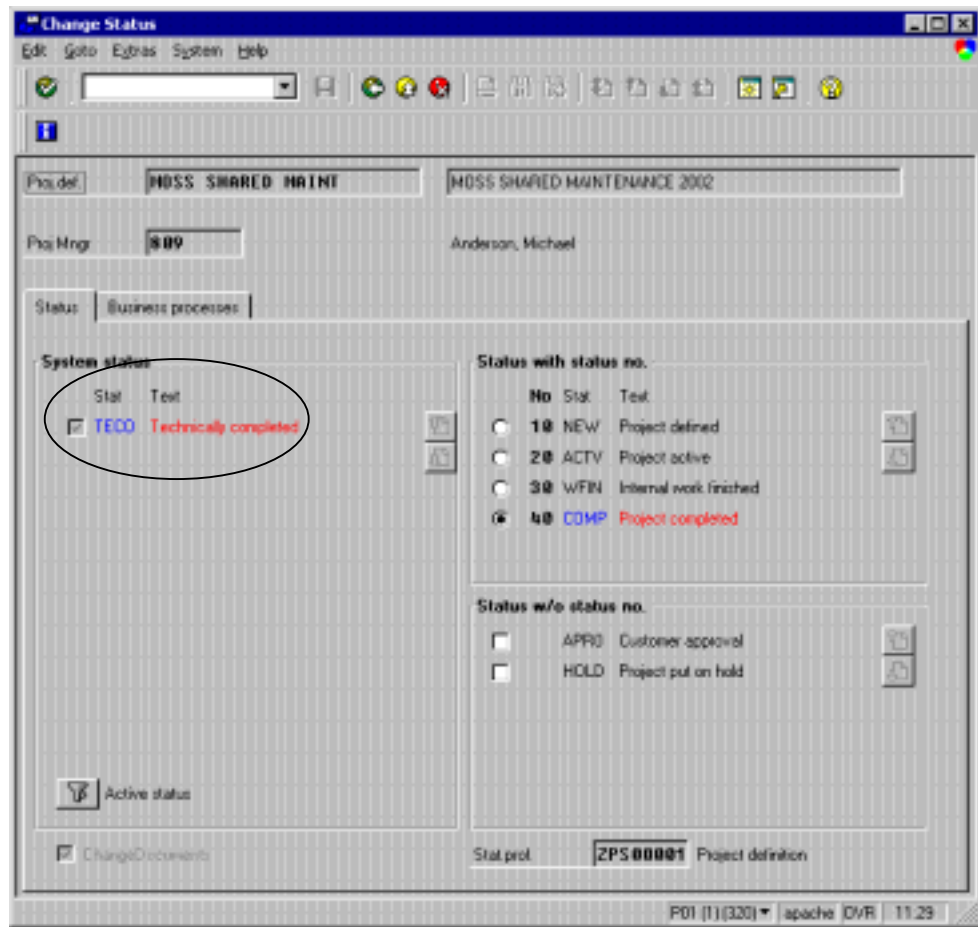 Change Status
Edit Goto Extras System Help
Proj.def. MOSS SHARED MAINT MOSS SHARED MAINTENANCE 2002
Proj Mngr 809 Anderson, Michael
Status Business processes
System status
Stat Text
TECO Technically completed
Status with status no.
No Stat Text
10 NEW Project defined
20 ACTV Project active
30 WFIN Internal work finished
40 COMP Project completed
Status w/o status no.
APRO Customer approval
HOLD Project put on hold
Active status
ChangeDocuments
Stat.prof. ZPS00001 Project definition
P01 (1) (320) apache OVR 11:29